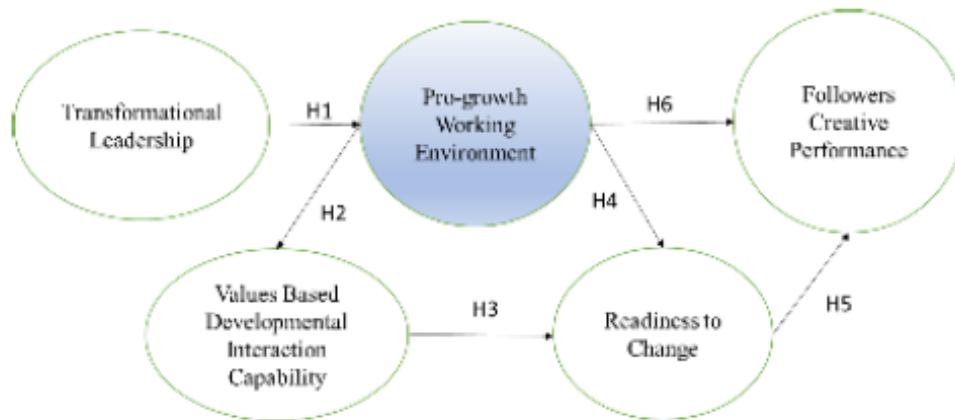 Transformational
Leadership
H1
Pro-growth
Working
Environment
H6
Followers
Creative
Performance
H2
H4
Values Based
Developmental
Interaction
Capability
H3
Readiness to
Change
H5